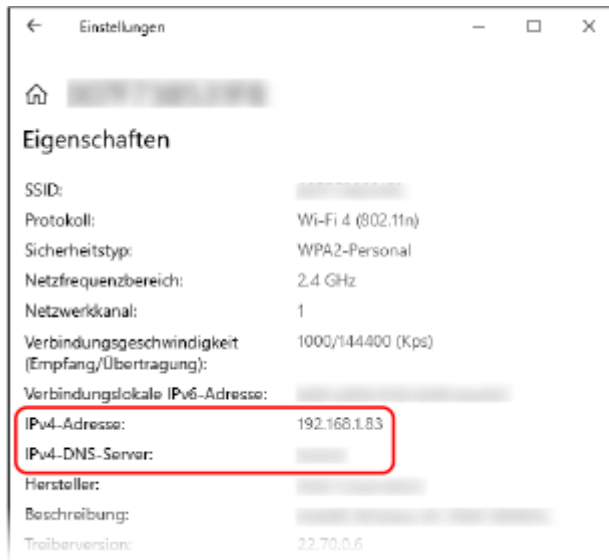 Einstellungen
Eigenschaften
SSID:
Protokoll: Wi-Fi 4 (802.11n)
Sicherheitstyp: WPA2-Personal
Netzfrequenzbereich: 2.4 GHz
Netzwerkkanal: 1
Verbindungsgeschwindigkeit 1000/144400 (Kps)
(Empfang/Übertragung):
Verbindungslokale IPv6-Adresse:
IPv4-Adresse: 192.168.1.83
IPv4-DNS-Server:
Hersteller:
Beschreibung:
Treiberversion: 22.70.0.6